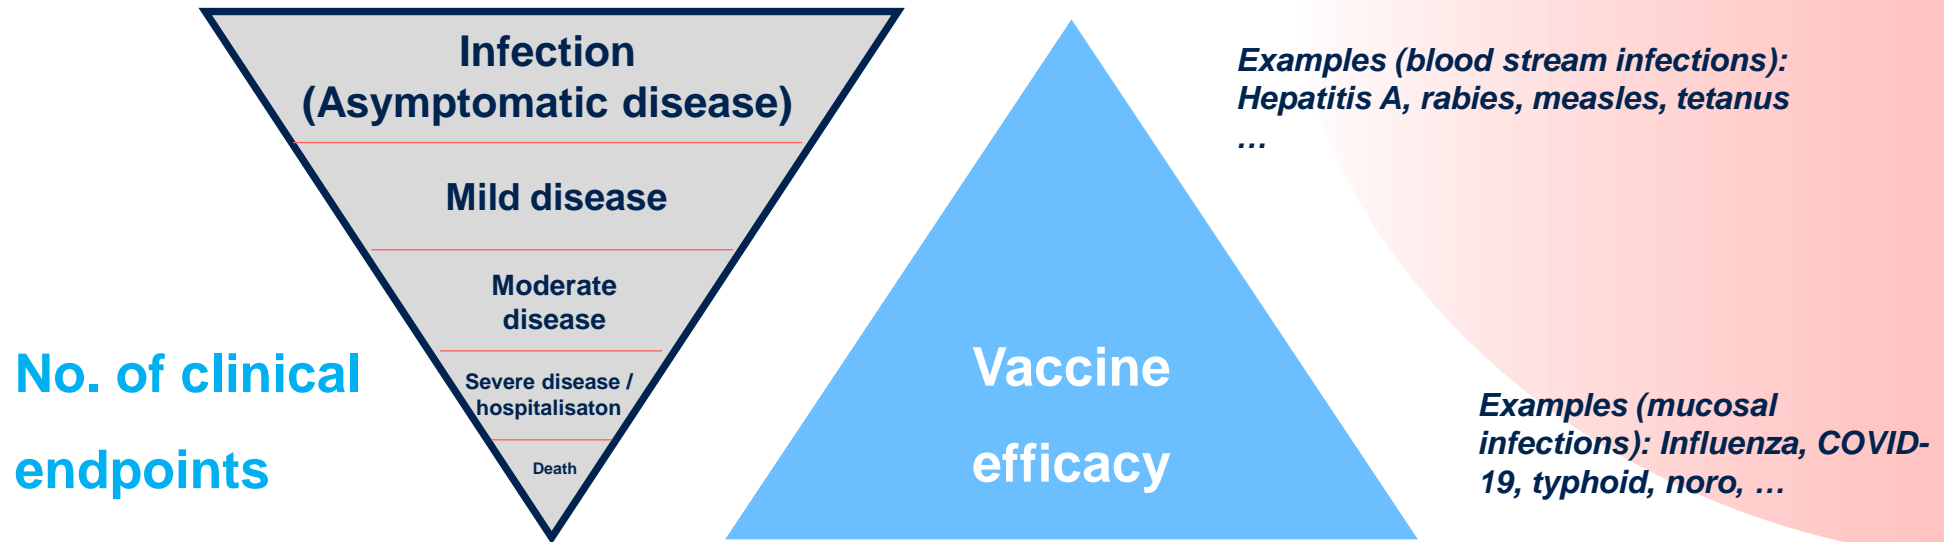 Infection
(Asymptomatic disease)
Mild disease
Moderate
disease
Severe disease /
hospitalisaton
Death
No. of clinical
endpoints
Vaccine
efficacy
Examples (blood stream infections):
Hepatitis A, rabies, measles, tetanus
…
Examples (mucosal
infections): Influenza, COVID-
19, typhoid, noro, …